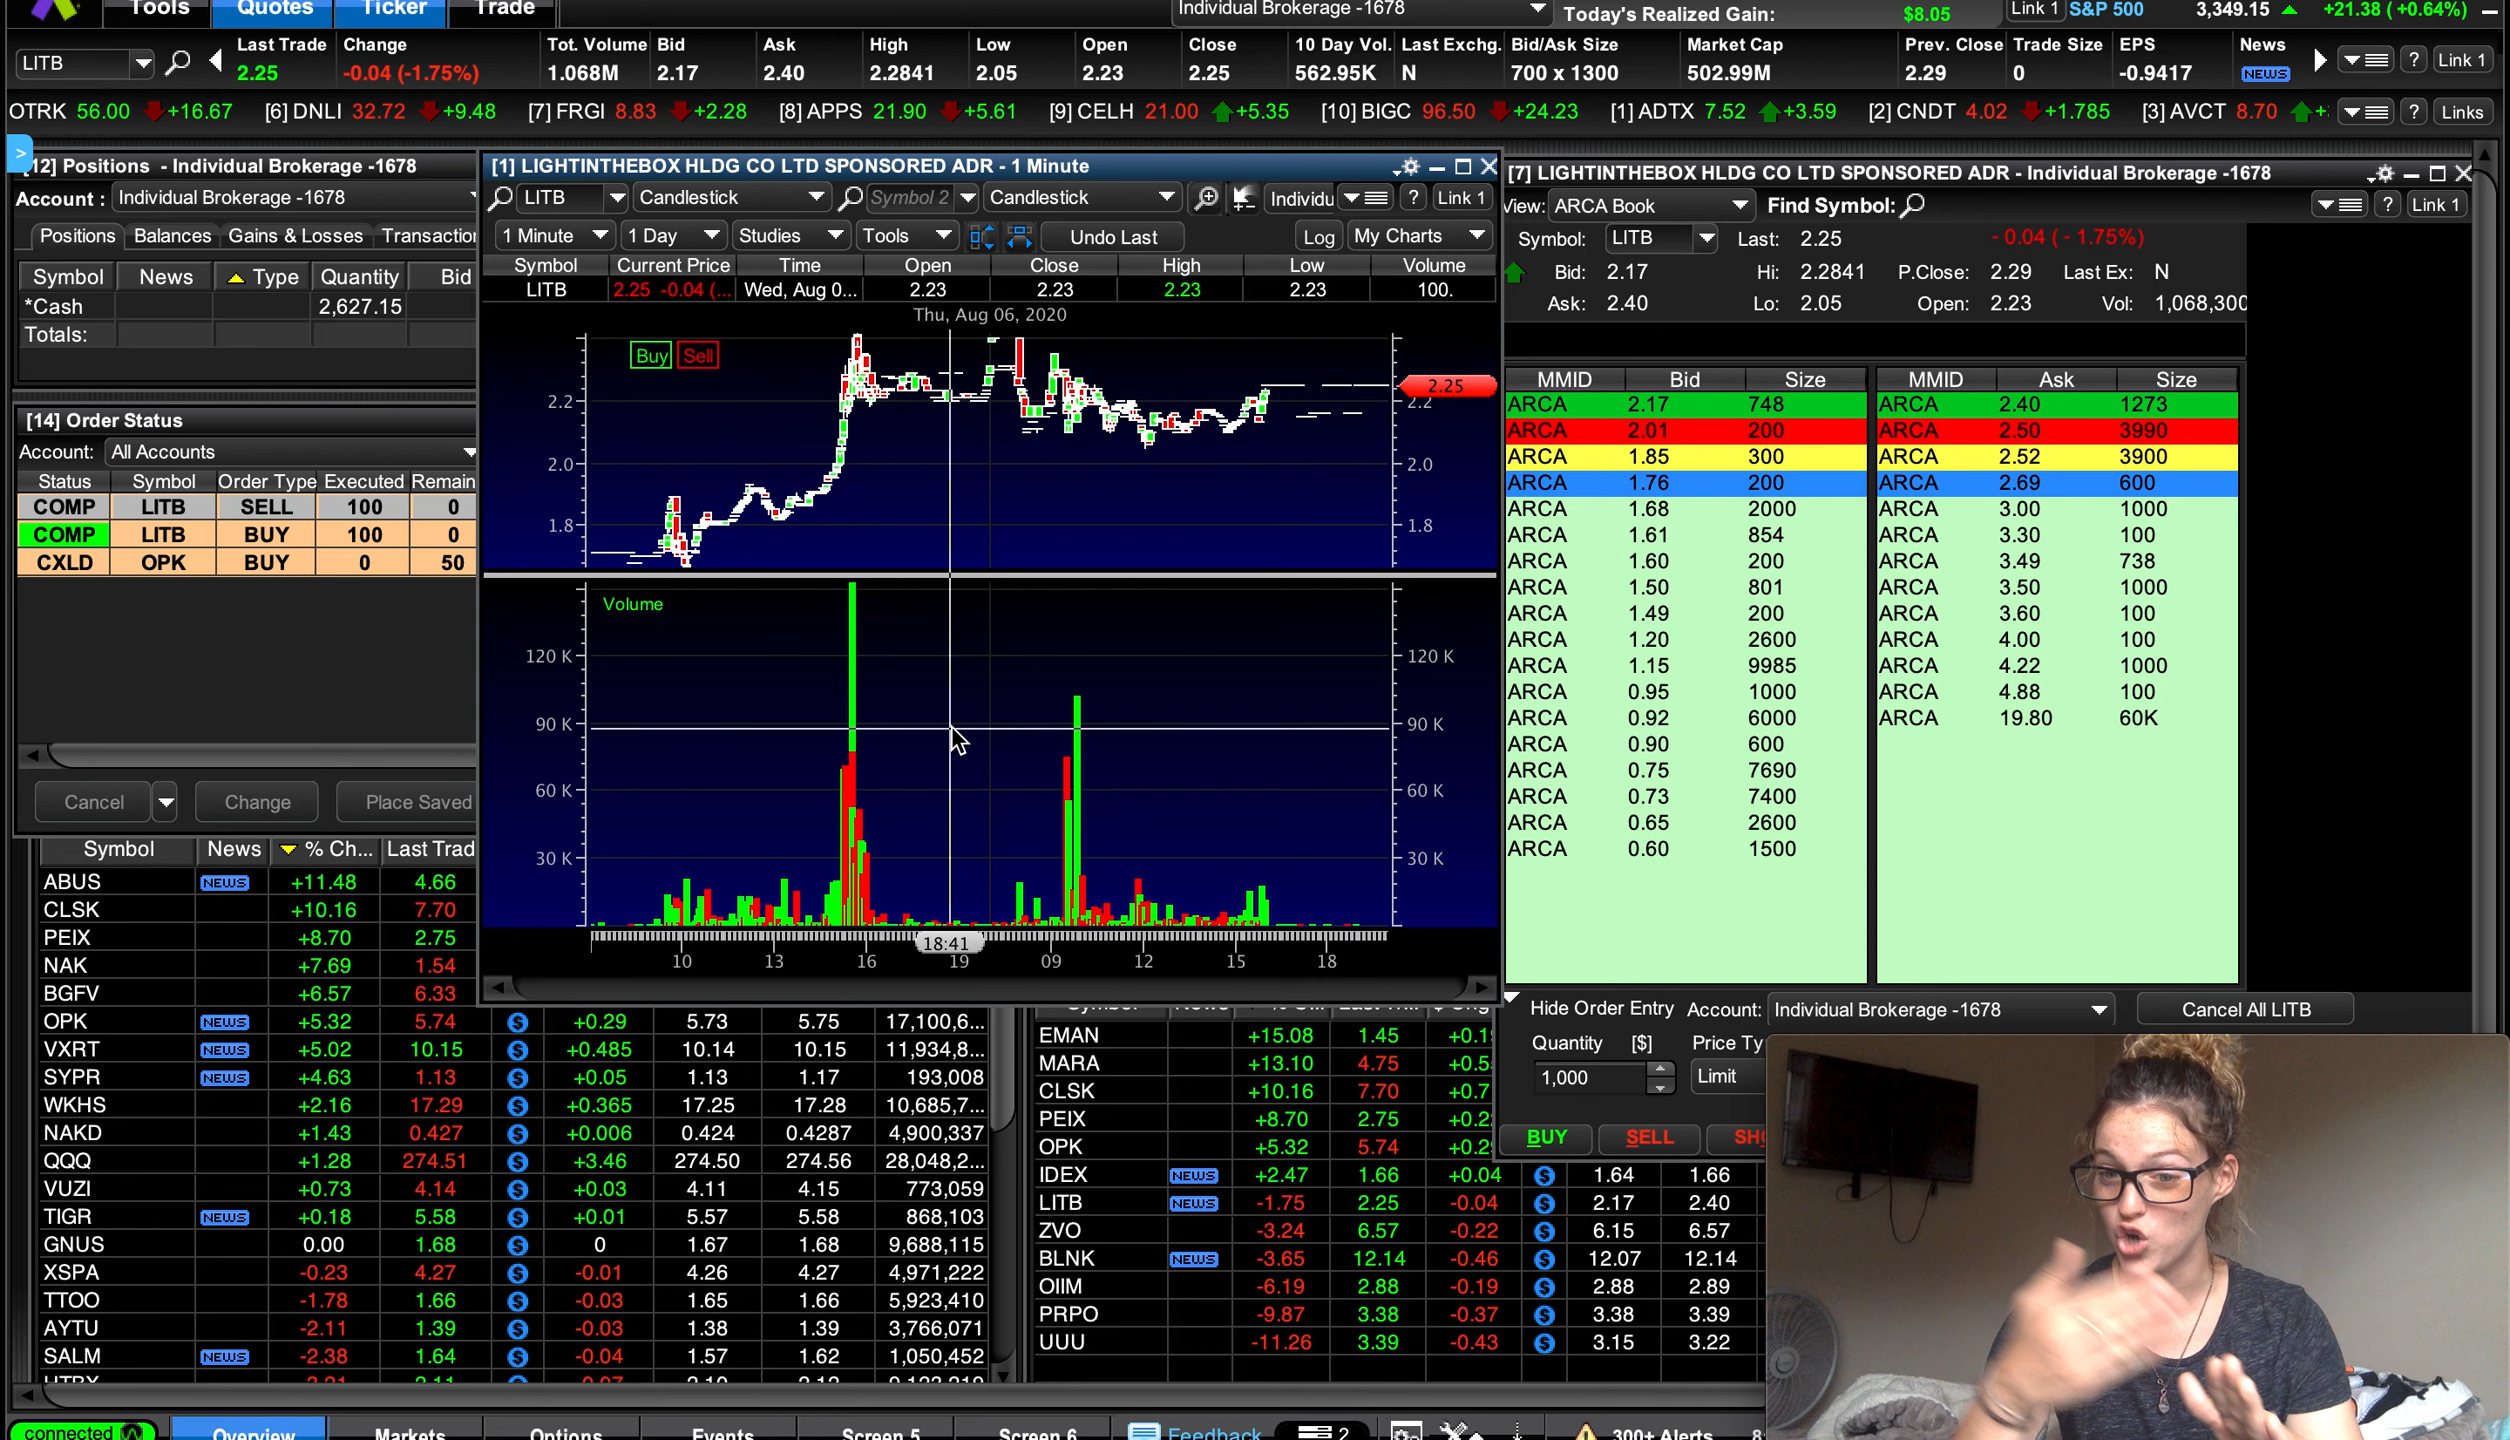 Tools Quotes Ticker Trade Individual Brokerage -1678 Today's Realized Gain: $8.05 Link 1 S&P 500 3,349.15 +21.38 ( +0.64%)
Last Trade Change Tot. Volume Bid Ask High Low Open Close 10 Day Vol. Last Exchg. Bid/Ask Size Market Cap Prev. Close Trade Size EPS News
LITB 2.25 -0.04 (-1.75%) 1.068M 2.17 2.40 2.2841 2.05 2.23 2.25 562.95K N 700 x 1300 502.99M 2.29 0 -0.9417 NEWS ? Link 1
OTRK 56.00 +16.67 [6] DNLI 32.72 +9.48 [7] FRGI 8.83 +2.28 [8] APPS 21.90 +5.61 [9] CELH 21.00 +5.35 [10] BIGC 96.50 +24.23 [1] ADTX 7.52 +3.59 [2] CNDT 4.02 +1.785 [3] AVCT 8.70 ? Links
[12] Positions - Individual Brokerage -1678
Account : Individual Brokerage -1678
Positions Balances Gains & Losses
Symbol News Type Quantity Bid
*Cash 2,627.15
Totals:
[14] Order Status
Account: All Accounts
Status Symbol Order Type Executed Remain
COMP LITB SELL 100 0
COMP LITB BUY 100 0
CXLD OPK BUY 0 50
Cancel Change Place Saved
[1] LIGHTINTHEBOX HLDG CO LTD SPONSORED ADR - 1 Minute
LITB Candlestick Symbol 2 Candlestick Individu ? Link 1
1 Minute 1 Day Studies Tools Undo Last Log My Charts
Symbol Current Price Time Open Close High Low Volume
LITB 2.25 -0.04 (... Wed, Aug 0... 2.23 2.23 2.23 2.23 100.
Thu, Aug 06, 2020
Buy Sell
2.25
2.2 2.2
2.0 2.0
1.8 1.8
Volume
120 K 120 K
90 K 90 K
60 K 60 K
30 K 30 K
18:41
10 13 16 19 09 12 15 18
[7] LIGHTINTHEBOX HLDG CO LTD SPONSORED ADR - Individual Brokerage -1678
View: ARCA Book Find Symbol: ? Link 1
Symbol: LITB Last: 2.25 - 0.04 ( - 1.75%)
Bid: 2.17 Hi: 2.2841 P.Close: 2.29 Last Ex: N
Ask: 2.40 Lo: 2.05 Open: 2.23 Vol: 1,068,300
MMID Bid Size MMID Ask Size
ARCA 2.17 748 ARCA 2.40 1273
ARCA 2.01 200 ARCA 2.50 3990
ARCA 1.85 300 ARCA 2.52 3900
ARCA 1.76 200 ARCA 2.69 600
ARCA 1.68 2000 ARCA 3.00 1000
ARCA 1.61 854 ARCA 3.30 100
ARCA 1.60 200 ARCA 3.49 738
ARCA 1.50 801 ARCA 3.50 1000
ARCA 1.49 200 ARCA 3.60 100
ARCA 1.20 2600 ARCA 4.00 100
ARCA 1.15 9985 ARCA 4.22 1000
ARCA 0.95 1000 ARCA 4.88 100
ARCA 0.92 6000 ARCA 19.80 60K
ARCA 0.90 600
ARCA 0.75 7690
ARCA 0.73 7400
ARCA 0.65 2600
ARCA 0.60 1500
Hide Order Entry Account: Individual Brokerage -1678 Cancel All LITB
Quantity [$] Price Ty
1,000 Limit
BUY SELL
Symbol News % Ch... Last Trad
ABUS NEWS +11.48 4.66
CLSK +10.16 7.70
PEIX +8.70 2.75
NAK +7.69 1.54
BGFV +6.57 6.33
OPK NEWS +5.32 5.74 +0.29 5.73 5.75 17,100,6...
VXRT NEWS +5.02 10.15 +0.485 10.14 10.15 11,934,8...
SYPR NEWS +4.63 1.13 +0.05 1.13 1.17 193,008
WKHS +2.16 17.29 +0.365 17.25 17.28 10,685,7...
NAKD +1.43 0.427 +0.006 0.424 0.4287 4,900,337
QQQ +1.28 274.51 +3.46 274.50 274.56 28,048,2...
VUZI +0.73 4.14 +0.03 4.11 4.15 773,059
TIGR NEWS +0.18 5.58 +0.01 5.57 5.58 868,103
GNUS 0.00 1.68 0 1.67 1.68 9,688,115
XSPA -0.23 4.27 -0.01 4.26 4.27 4,971,222
TTOO -1.78 1.66 -0.03 1.65 1.66 5,923,410
AYTU -2.11 1.39 -0.03 1.38 1.39 3,766,071
SALM NEWS -2.38 1.64 -0.04 1.57 1.62 1,050,452
EMAN +15.08 1.45 +0.1
MARA +13.10 4.75 +0.5
CLSK +10.16 7.70 +0.7
PEIX +8.70 2.75 +0.2
OPK +5.32 5.74 +0.2
IDEX NEWS +2.47 1.66 +0.04 1.64 1.66
LITB NEWS -1.75 2.25 -0.04 2.17 2.40
ZVO -3.24 6.57 -0.22 6.15 6.57
BLNK NEWS -3.65 12.14 -0.46 12.07 12.14
OIIM -6.19 2.88 -0.19 2.88 2.89
PRPO -9.87 3.38 -0.37 3.38 3.39
UUU -11.26 3.39 -0.43 3.15 3.22
connected Overview Markets Options Events Screen 5 Screen 6 Feedback 2 300+ Alerts